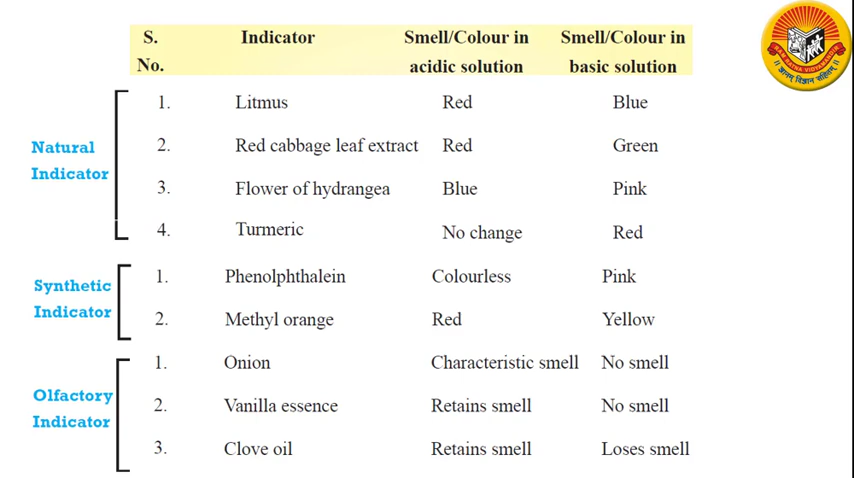 S. Indicator Smell/Colour in Smell/Colour in
No. acidic solution basic solution
1. Litmus Red Blue
Natural 2. Red cabbage leaf extract Red Green
Indicator 3. Flower of hydrangea Blue Pink
4. Turmeric No change Red
Synthetic 1. Phenolphthalein Colourless Pink
Indicator 2. Methyl orange Red Yellow
1. Onion Characteristic smell No smell
Olfactory 2. Vanilla essence Retains smell No smell
Indicator 3. Clove oil Retains smell Loses smell